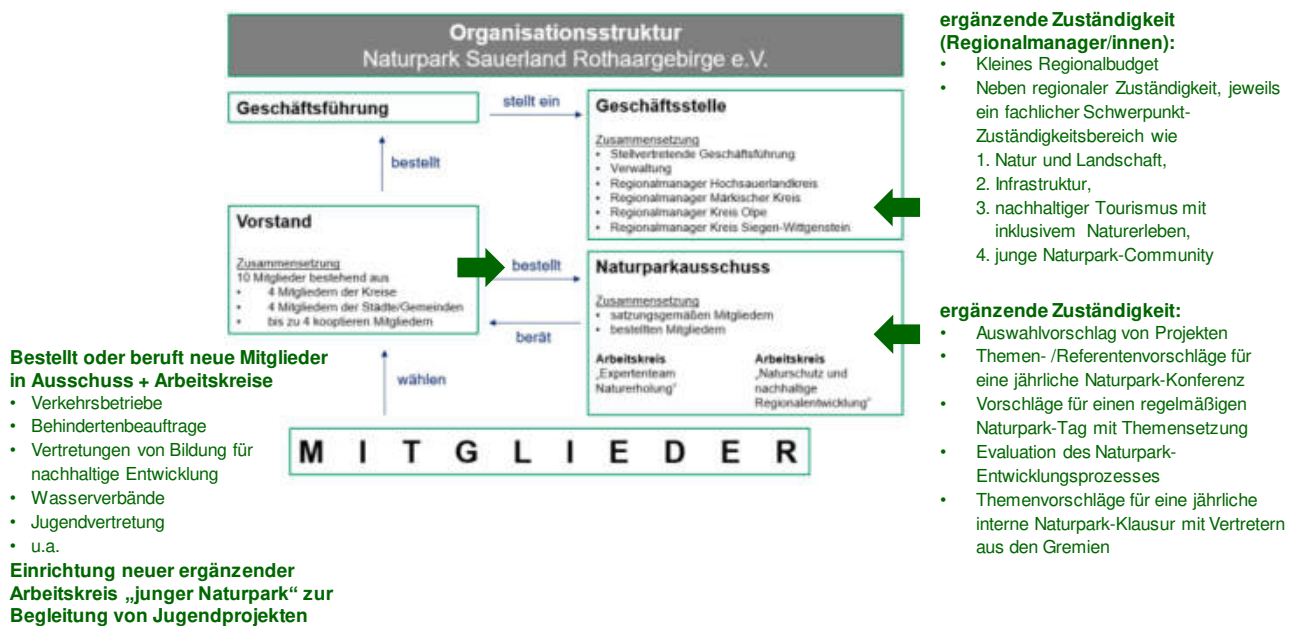 Organisationsstruktur
Naturpark Sauerland Rothaargebirge e.V.
Geschäftsführung
stellt ein
Geschäftsstelle
Zusammensetzung
• Stellvertretende Geschäftsführung
• Verwaltung
• Regionalmanager Hochsauerlandkreis
• Regionalmanager Märkischer Kreis
• Regionalmanager Kreis Olpe
• Regionalmanager Kreis Siegen-Wittgenstein
bestellt
Vorstand
Zusammensetzung
10 Mitglieder bestehend aus
• 4 Mitgliedern der Kreise
• 4 Mitgliedern der Städte/Gemeinden
• bis zu 4 kooptieren Mitgliedern
bestellt
berät
Naturparkausschuss
Zusammensetzung
• satzungsgemäßen Mitgliedern
• bestellten Mitgliedern
Arbeitskreis
„Expertenteam
Naturerholung"
Arbeitskreis
„Naturschutz und
nachhaltige
Regionalentwicklung"
wählen
MITGLIEDER
Bestellt oder beruft neue Mitglieder
in Ausschuss + Arbeitskreise
• Verkehrsbetriebe
• Behindertenbeauftrage
• Vertretungen von Bildung für
nachhaltige Entwicklung
• Wasserverbände
• Jugendvertretung
• u.a.
Einrichtung neuer ergänzender
Arbeitskreis „junger Naturpark" zur
Begleitung von Jugendprojekten
ergänzende Zuständigkeit
(Regionalmanager/innen):
• Kleines Regionalbudget
• Neben regionaler Zuständigkeit, jeweils
ein fachlicher Schwerpunkt-
Zuständigkeitsbereich wie
1. Natur und Landschaft,
2. Infrastruktur,
3. nachhaltiger Tourismus mit
inklusivem Naturerleben,
4. junge Naturpark-Community
ergänzende Zuständigkeit:
• Auswahlvorschlag von Projekten
• Themen- /Referentenvorschläge für
eine jährliche Naturpark-Konferenz
• Vorschläge für einen regelmäßigen
Naturpark-Tag mit Themensetzung
• Evaluation des Naturpark-
Entwicklungsprozesses
• Themenvorschläge für eine jährliche
interne Naturpark-Klausur mit Vertretern
aus den Gremien